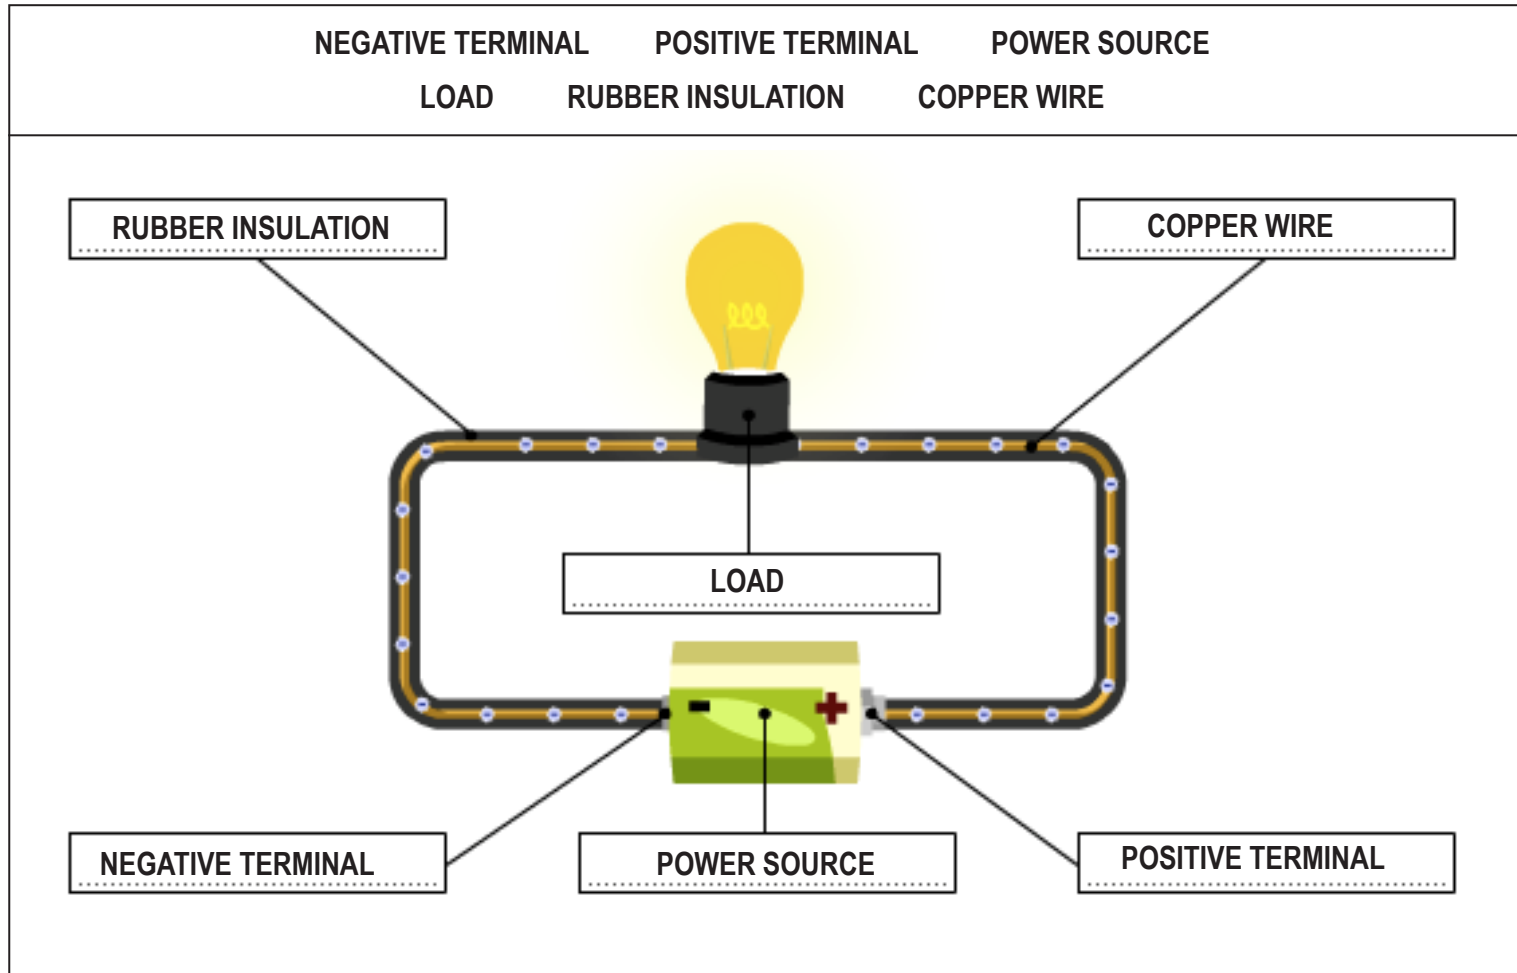 NEGATIVE TERMINAL POSITIVE TERMINAL POWER SOURCE
LOAD RUBBER INSULATION COPPER WIRE
RUBBER INSULATION
COPPER WIRE
LOAD
NEGATIVE TERMINAL
POWER SOURCE
POSITIVE TERMINAL